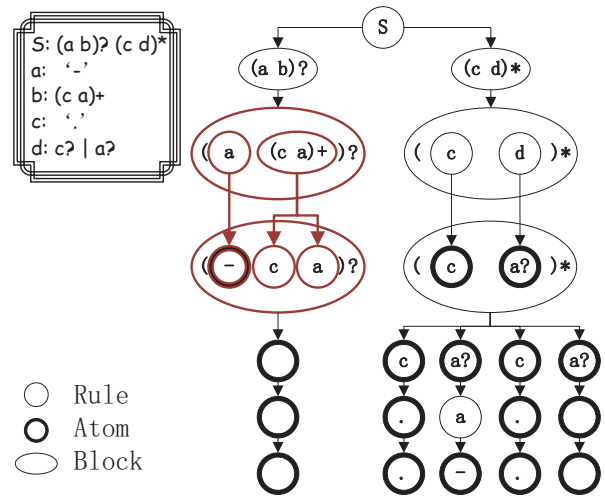 S
S: (a b)? (c d)*
a: ‘-’
b: (c a)+
c: ‘.’
d: c? | a?
(a b)? (c d)*
( a (c a)+ )? ( c d )*
( - c a )? ( c a? )*
c a? c a?
. a .
. - .
Rule
Atom
Block